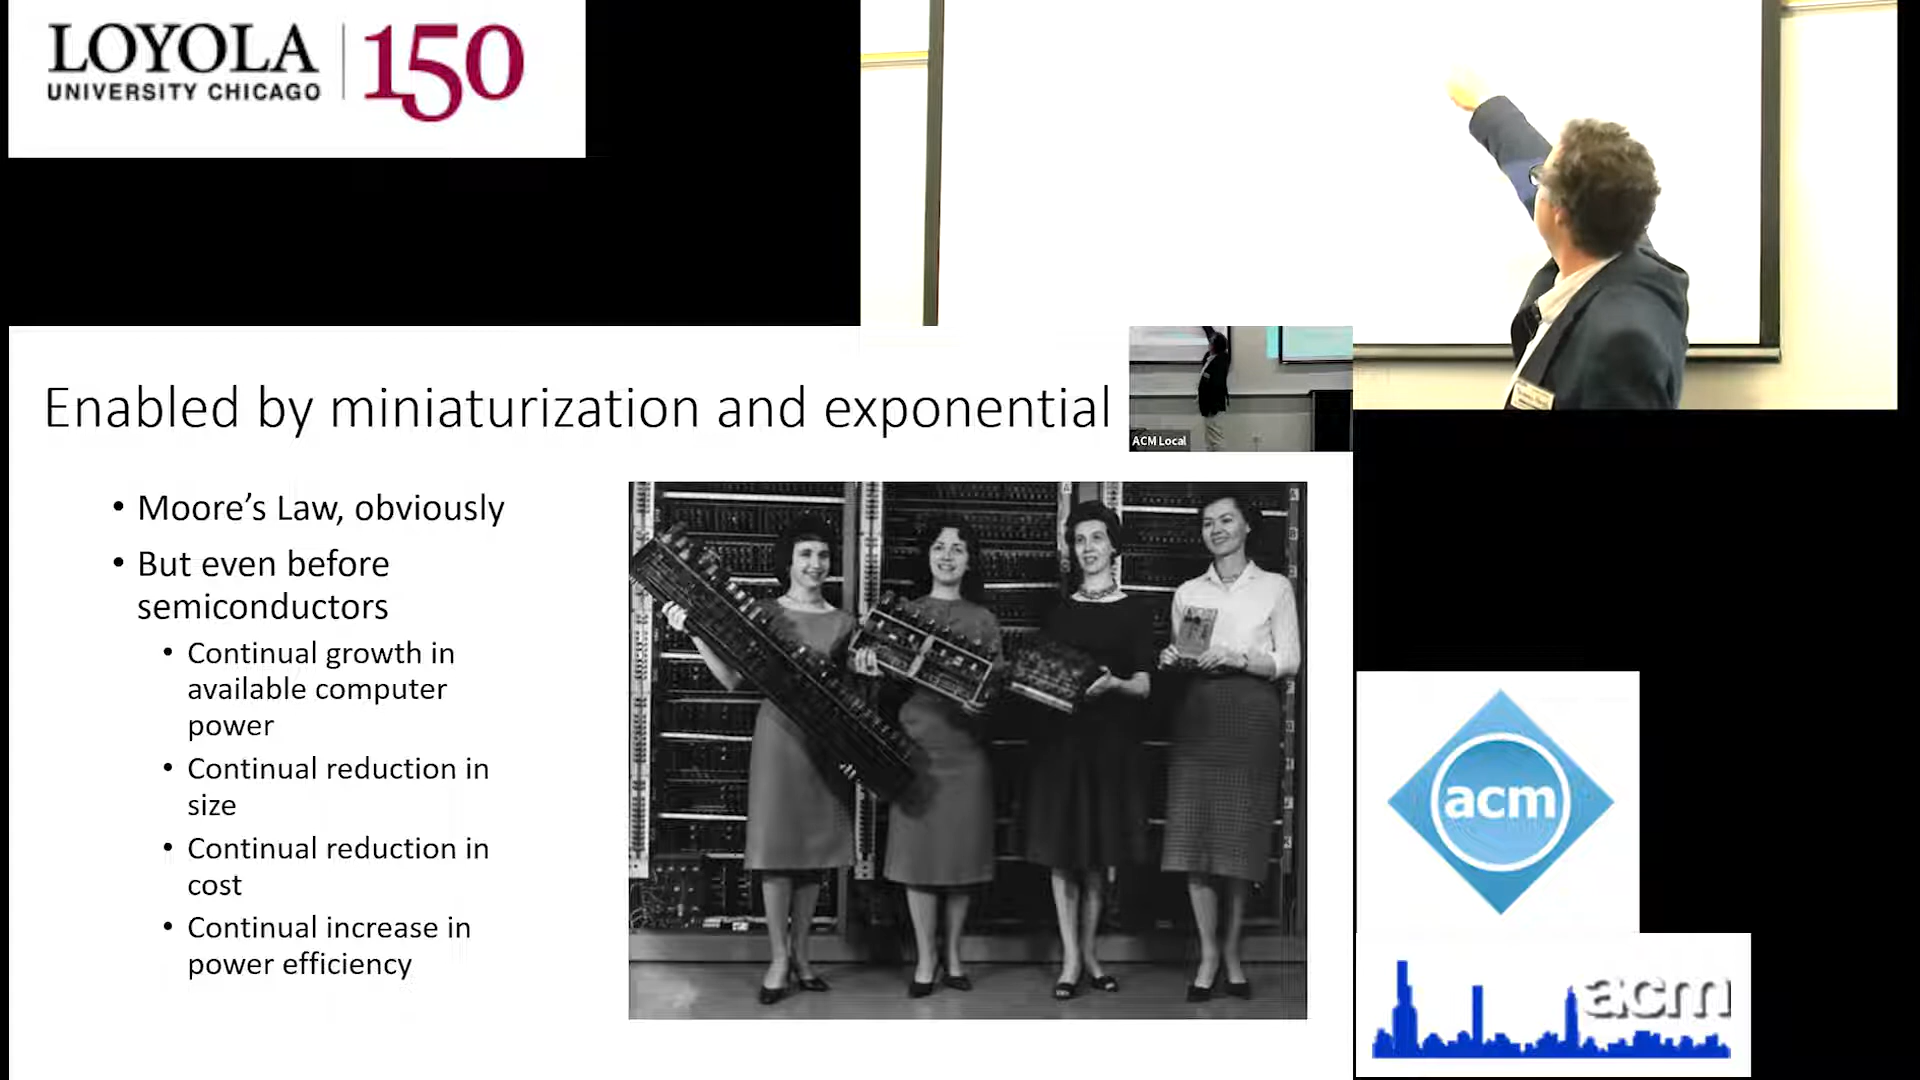 LOYOLA
UNIVERSITY CHICAGO
150
Enabled by miniaturization and exponential
ACM Local
• Moore's Law, obviously
• But even before
semiconductors
• Continual growth in
available computer
power
• Continual reduction in
size
• Continual reduction in
cost
• Continual increase in
power efficiency
acm
acm